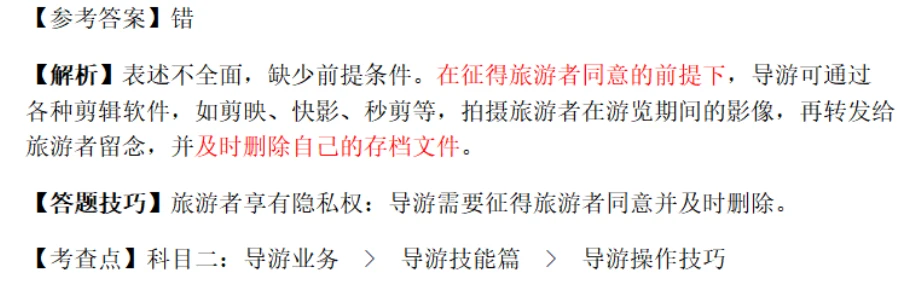 【参考答案】错
【解析】表述不全面，缺少前提条件。在征得旅游者同意的前提下，导游可通过
各种剪辑软件，如剪映、快影、秒剪等，拍摄旅游者在游览期间的影像，再转发给
旅游者留念，并及时删除自己的存档文件。
【答题技巧】旅游者享有隐私权：导游需要征得旅游者同意并及时删除。
【考查点】科目二：导游业务 > 导游技能篇 > 导游操作技巧